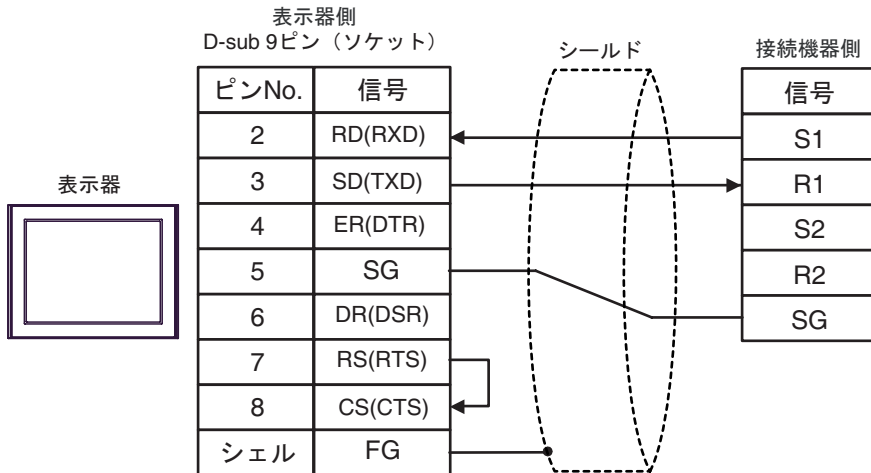 表示器側
D-sub 9ピン（ソケット）
シールド
接続機器側
表示器
ピンNo. 信号
2 RD(RXD)
3 SD(TXD)
4 ER(DTR)
5 SG
6 DR(DSR)
7 RS(RTS)
8 CS(CTS)
シェル FG
信号
S1
R1
S2
R2
SG